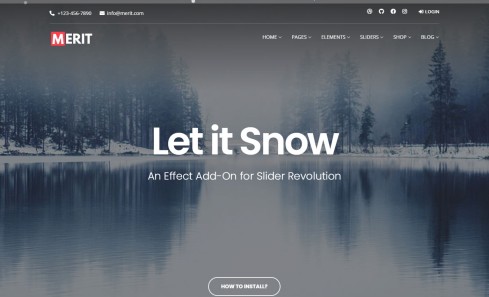 +123-456-7890 info@merit.com LOGIN
MERIT HOME PAGES ELEMENTS SLIDERS SHOP BLOG
Let it Snow
An Effect Add-On for Slider Revolution
HOW TO INSTALL?